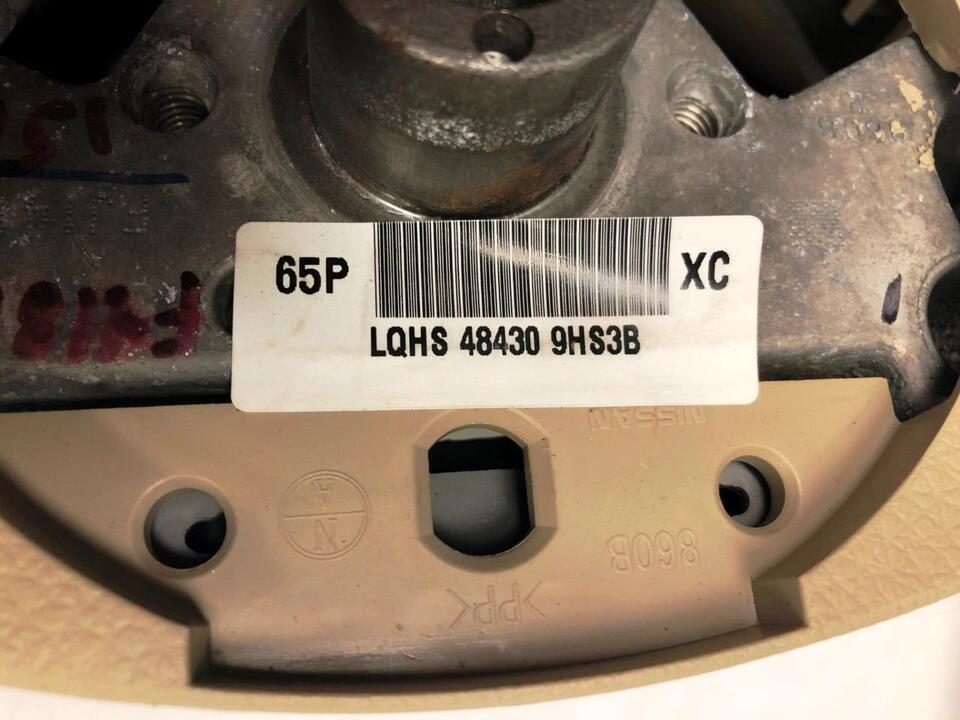 65P
XC
LQHS 48430 9HS3B
NISSAN
N
A
860B
>PP<